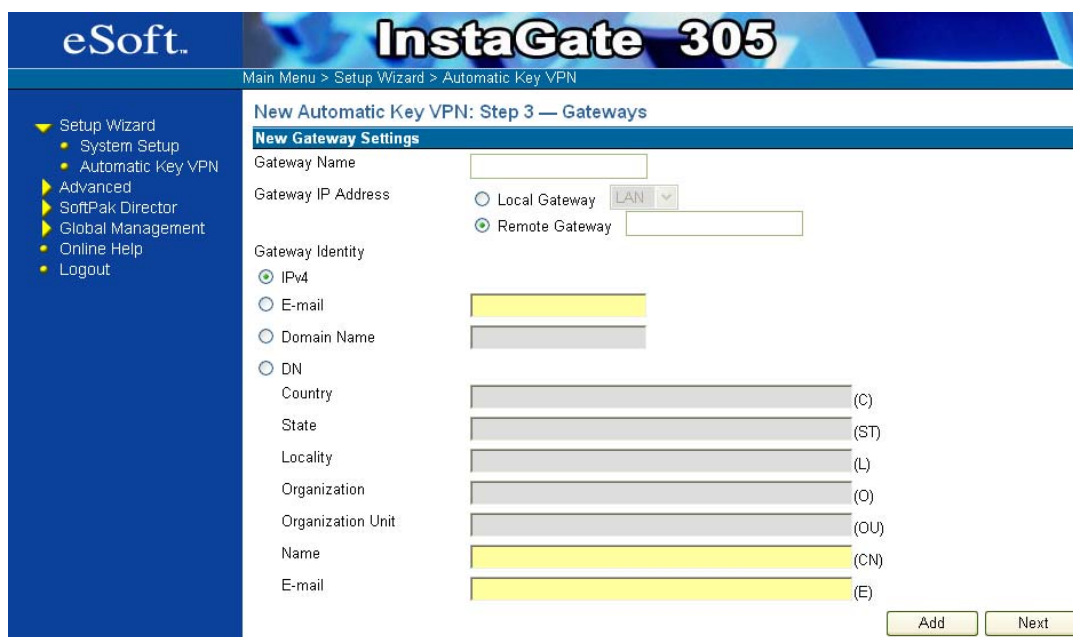 eSoft™
InstaGate 305
Main Menu > Setup Wizard > Automatic Key VPN
Setup Wizard
System Setup
Automatic Key VPN
Advanced
SoftPak Director
Global Management
Online Help
Logout
New Automatic Key VPN: Step 3 — Gateways
New Gateway Settings
Gateway Name
Gateway IP Address
Local Gateway LAN
Remote Gateway
Gateway Identity
IPv4
E-mail
Domain Name
DN
Country (C)
State (ST)
Locality (L)
Organization (O)
Organization Unit (OU)
Name (CN)
E-mail (E)
Add Next